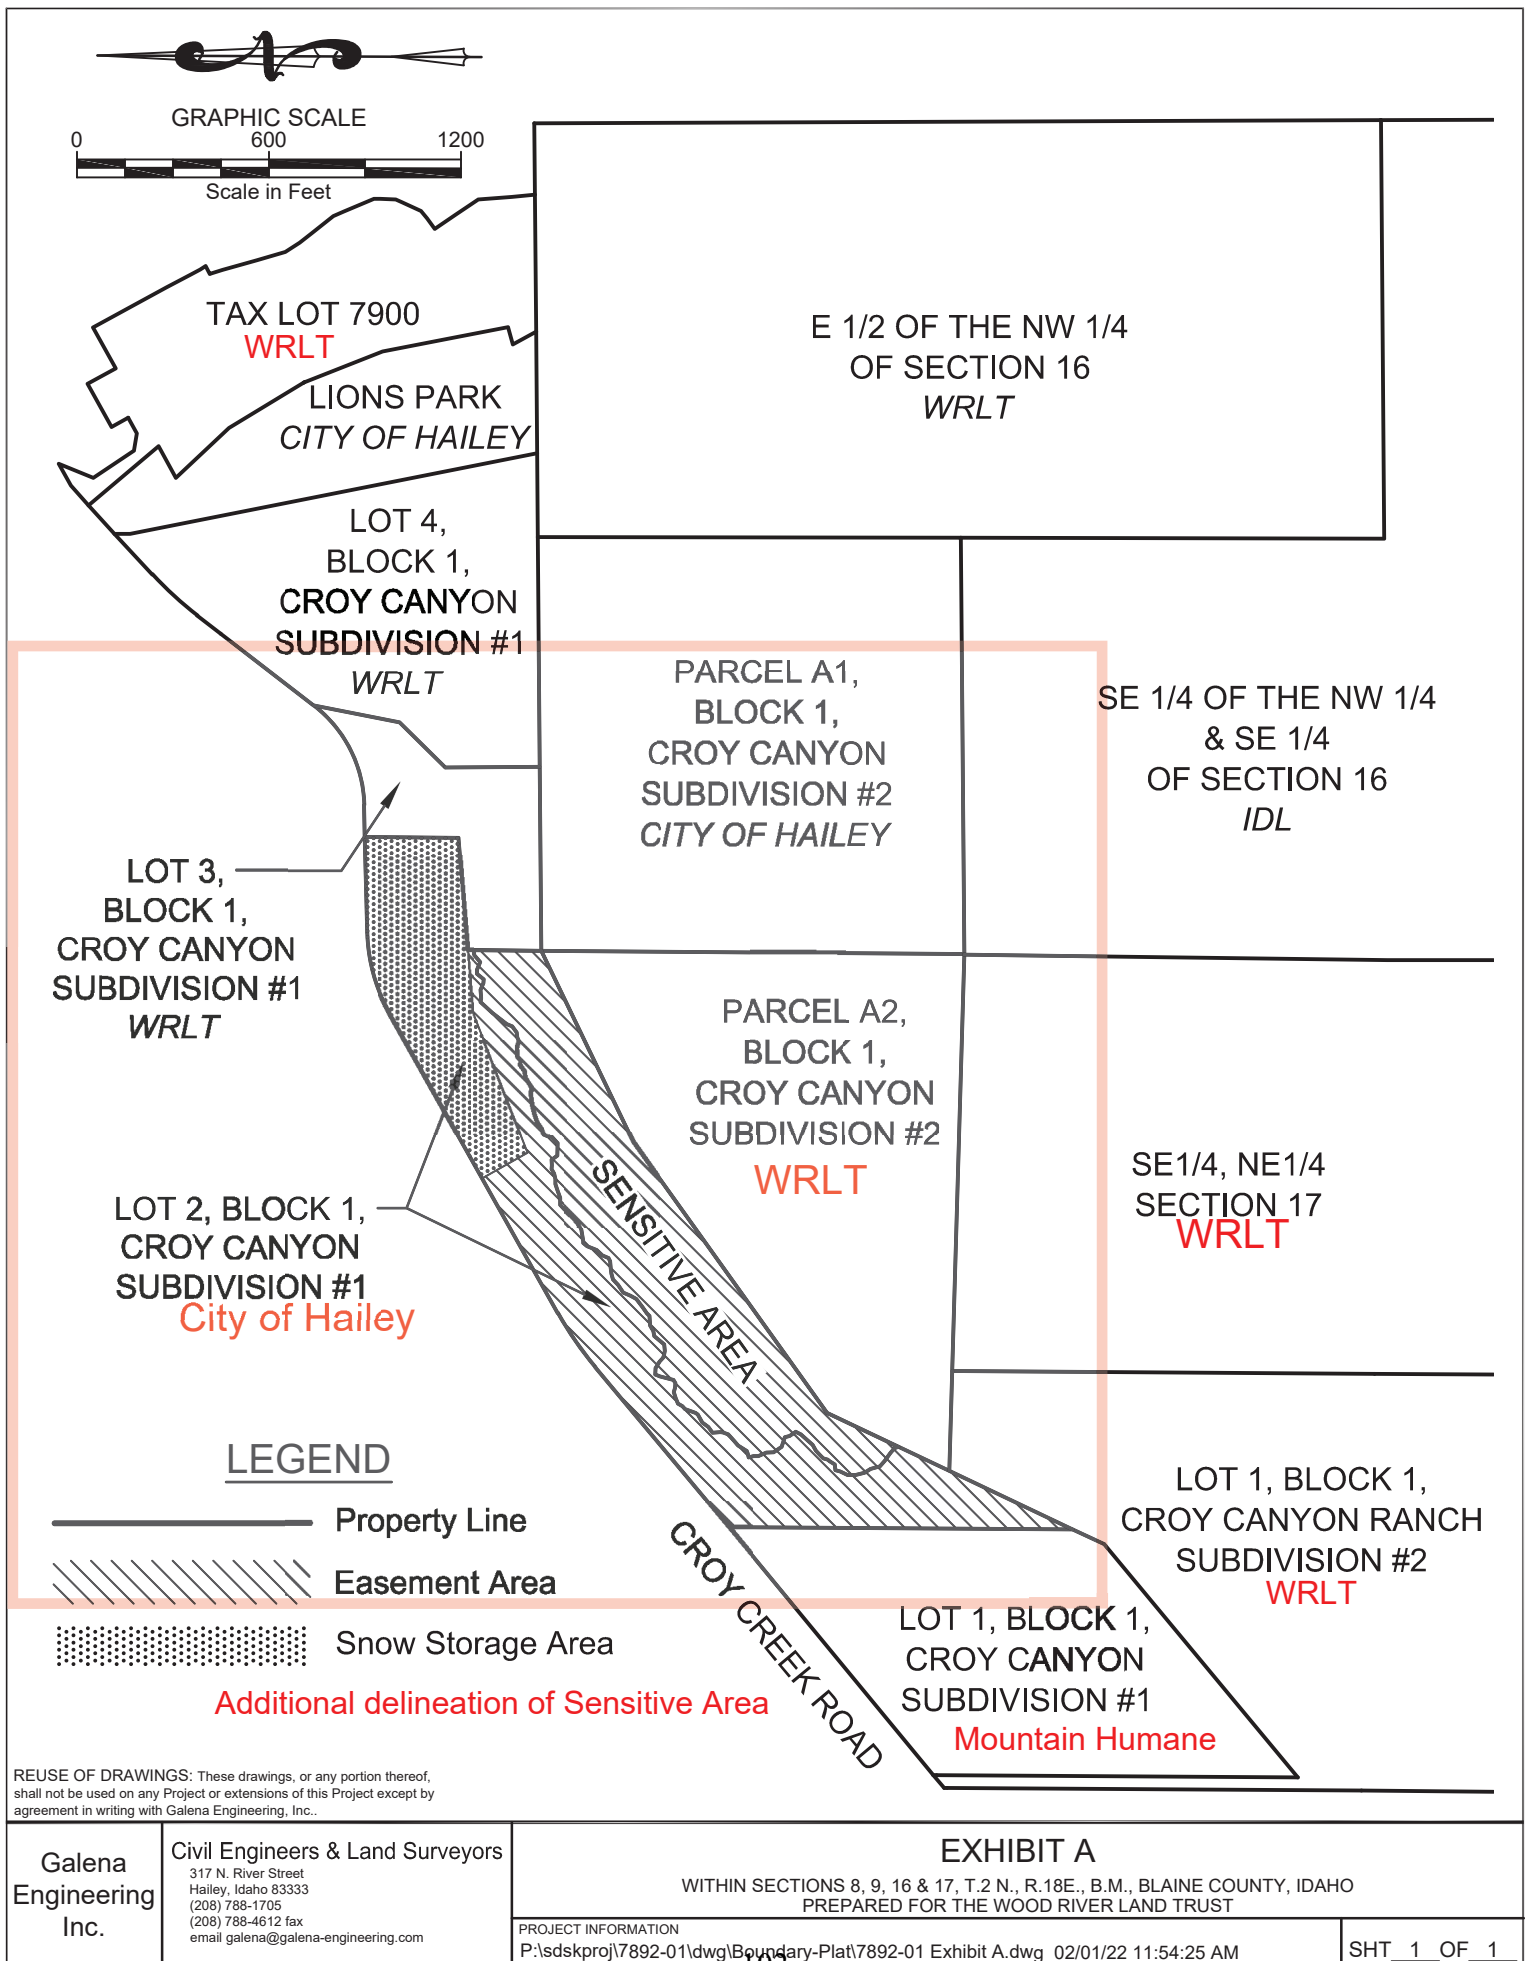 GRAPHIC SCALE
0 600 1200
Scale in Feet
TAX LOT 7900
WRLT
LIONS PARK
CITY OF HAILEY
E 1/2 OF THE NW 1/4
OF SECTION 16
WRLT
LOT 4,
BLOCK 1,
CROY CANYON
SUBDIVISION #1
WRLT
PARCEL A1,
BLOCK 1,
CROY CANYON
SUBDIVISION #2
CITY OF HAILEY
SE 1/4 OF THE NW 1/4
& SE 1/4
OF SECTION 16
IDL
LOT 3,
BLOCK 1,
CROY CANYON
SUBDIVISION #1
WRLT
PARCEL A2,
BLOCK 1,
CROY CANYON
SUBDIVISION #2
WRLT
SE1/4, NE1/4
SECTION 17
WRLT
LOT 2, BLOCK 1,
CROY CANYON
SUBDIVISION #1
City of Hailey
SENSITIVE AREA
LEGEND
Property Line
Easement Area
Snow Storage Area
Additional delineation of Sensitive Area
CROY CREEK ROAD
LOT 1, BLOCK 1,
CROY CANYON RANCH
SUBDIVISION #2
WRLT
LOT 1, BLOCK 1,
CROY CANYON
SUBDIVISION #1
Mountain Humane
REUSE OF DRAWINGS: These drawings, or any portion thereof,
shall not be used on any Project or extensions of this Project except by
agreement in writing with Galena Engineering, Inc..
Galena
Engineering
Inc.
Civil Engineers & Land Surveyors
317 N. River Street
Hailey, Idaho 83333
(208) 788-1705
(208) 788-4612 fax
email galena@galena-engineering.com
EXHIBIT A
WITHIN SECTIONS 8, 9, 16 & 17, T.2 N., R.18E., B.M., BLAINE COUNTY, IDAHO
PREPARED FOR THE WOOD RIVER LAND TRUST
PROJECT INFORMATION
P:\sdskproj\7892-01\dwg\Boundary-Plat\7892-01 Exhibit A.dwg 02/01/22 11:54:25 AM
SHT 1 OF 1